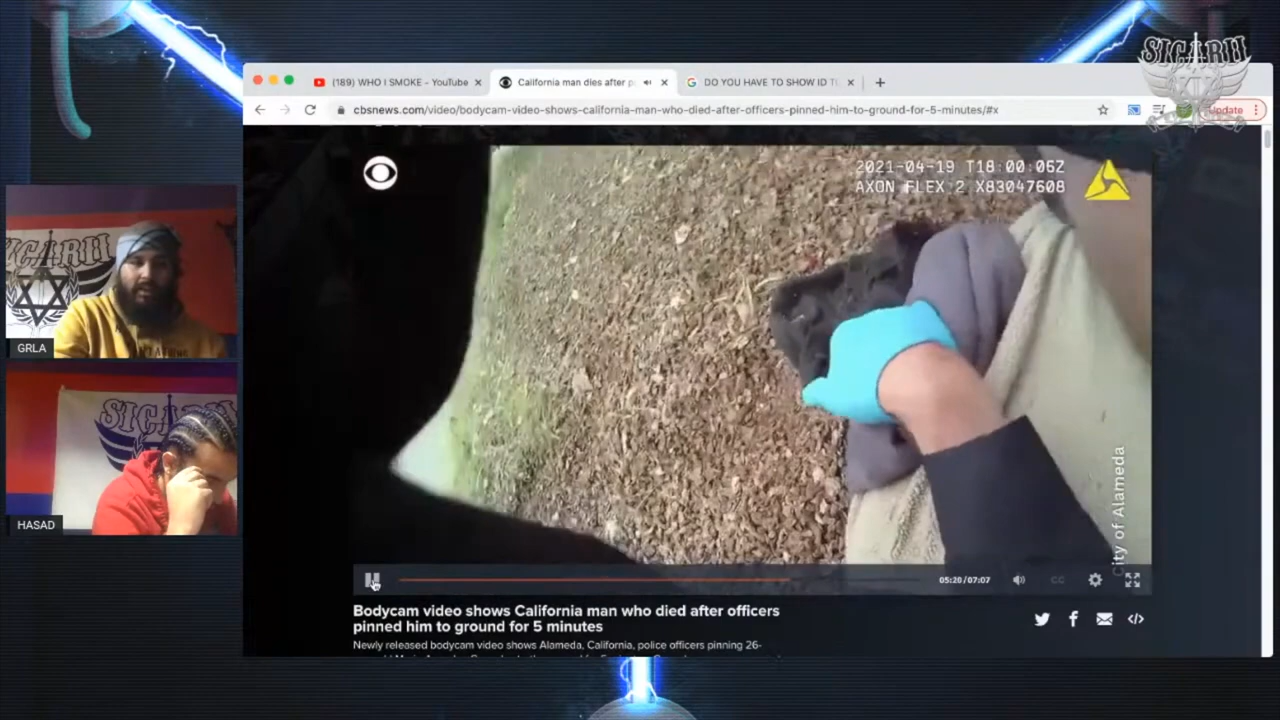 SICARII
(189) WHO I SMOKE - YouTube
California man dies after p
DO YOU HAVE TO SHOW ID T
cbsnews.com/video/bodycam-video-shows-california-man-who-died-after-officers-pinned-him-to-ground-for-5-minutes/#x
Update
2021-04-19 T18:00:06Z
AXON FLEX 2 X83047608
SICARII
GRLA
SICARII
HASAD
City of Alameda
05:20/07:07
CC
Bodycam video shows California man who died after officers
pinned him to ground for 5 minutes
Newly released bodycam video shows Alameda, California, police officers pinning 26-